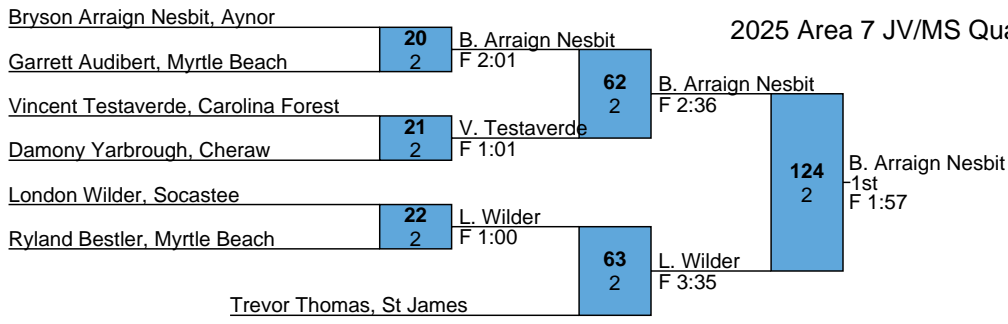 Bryson Arraign Nesbit, Aynor
2025 Area 7 JV/MS Qua
20
2
B. Arraign Nesbit
F 2:01
Garrett Audibert, Myrtle Beach
62
2
B. Arraign Nesbit
F 2:36
Vincent Testaverde, Carolina Forest
21
2
V. Testaverde
F 1:01
Damony Yarbrough, Cheraw
124
2
B. Arraign Nesbit
1st
F 1:57
London Wilder, Socastee
22
2
L. Wilder
F 1:00
Ryland Bestler, Myrtle Beach
63
2
L. Wilder
F 3:35
Trevor Thomas, St James